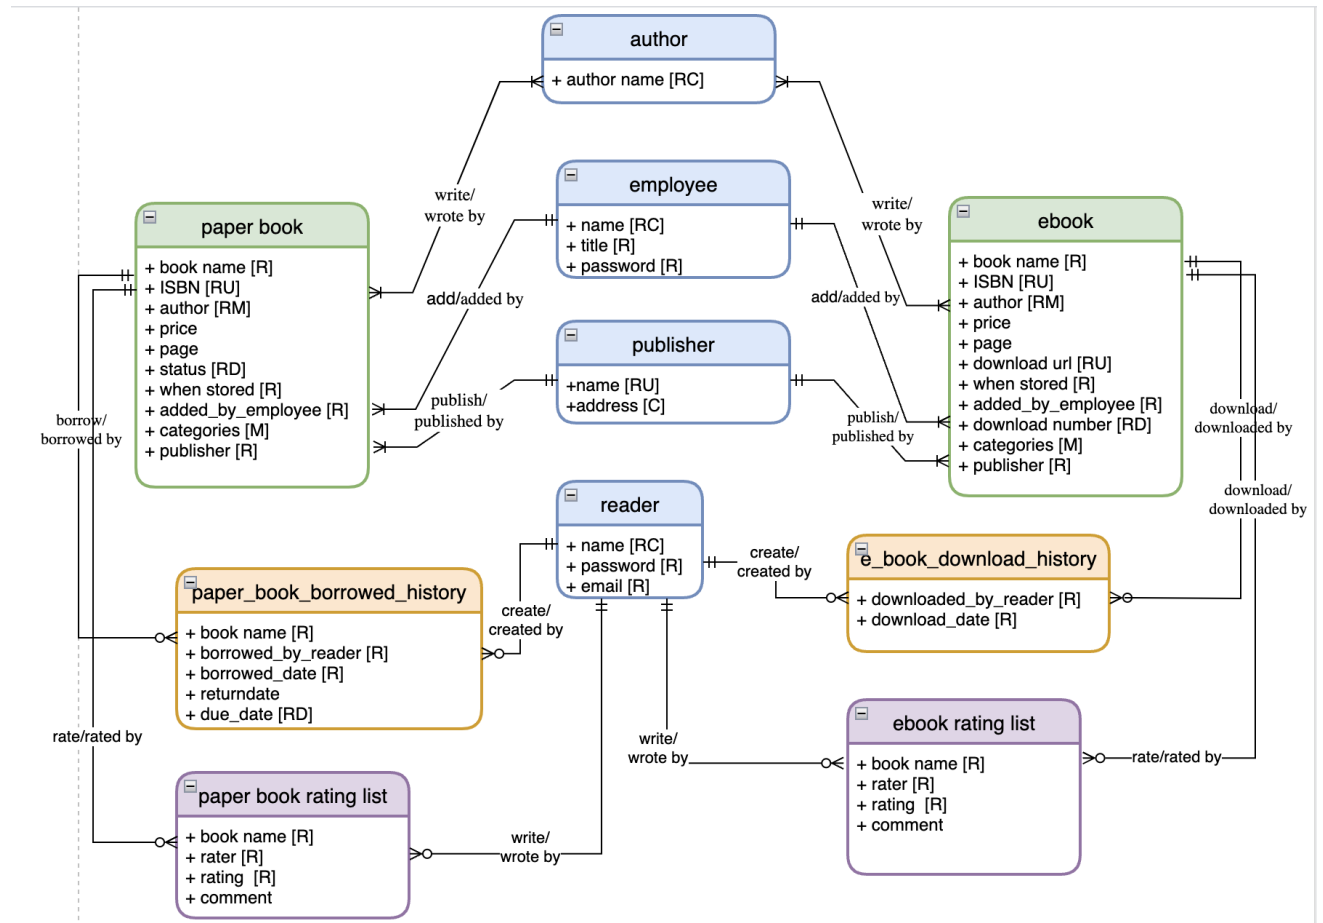 author
+ author name [RC]
write/
wrote by
write/
wrote by
employee
+ name [RC]
+ title [R]
+ password [R]
add/added by
add/added by
paper book
+ book name [R]
+ ISBN [RU]
+ author [RM]
+ price
+ page
+ status [RD]
+ when stored [R]
+ added_by_employee [R]
+ categories [M]
+ publisher [R]
ebook
+ book name [R]
+ ISBN [RU]
+ author [RM]
+ price
+ page
+ download url [RU]
+ when stored [R]
+ added_by_employee [R]
+ download number [RD]
+ categories [M]
+ publisher [R]
publisher
+name [RU]
+address [C]
publish/
published by
publish/
published by
borrow/
borrowed by
download/
downloaded by
download/
downloaded by
reader
+ name [RC]
+ password [R]
+ email [R]
create/
created by
create/
created by
paper_book_borrowed_history
+ book name [R]
+ borrowed_by_reader [R]
+ borrowed_date [R]
+ returndate
+ due_date [RD]
e_book_download_history
+ downloaded_by_reader [R]
+ download_date [R]
rate/rated by
write/
wrote by
ebook rating list
+ book name [R]
+ rater [R]
+ rating  [R]
+ comment
rate/rated by
paper book rating list
+ book name [R]
+ rater [R]
+ rating  [R]
+ comment
write/
wrote by